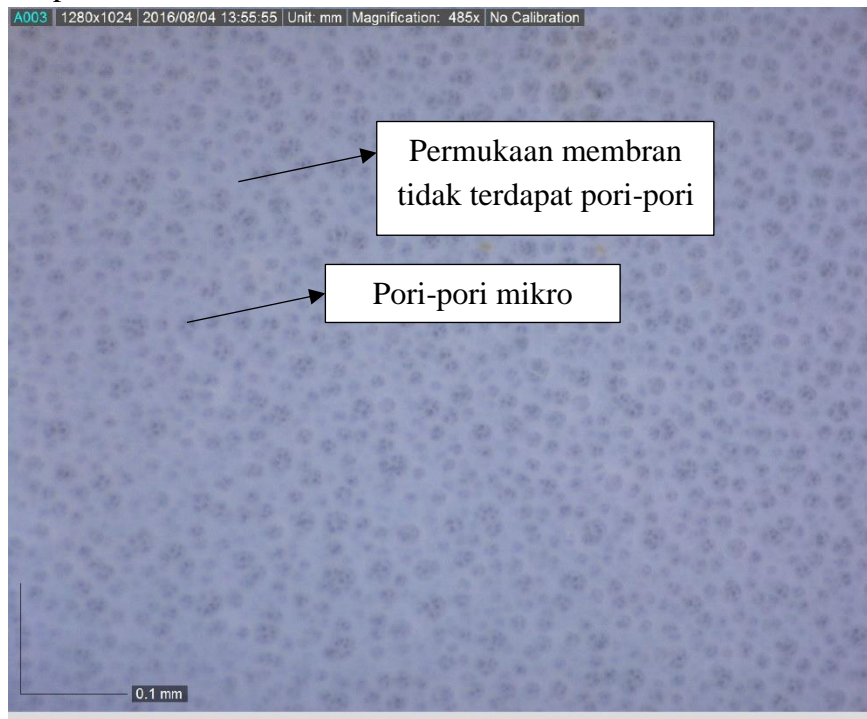 A003 1280x1024 2016/08/04 13:55:55 Unit: mm Magnification: 485x No Calibration
Permukaan membran
tidak terdapat pori-pori
Pori-pori mikro
0.1 mm